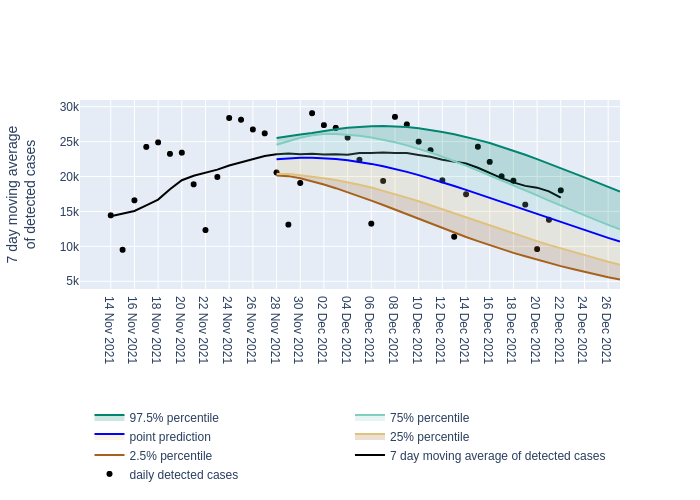 7 day moving average
of detected cases
30k
25k
20k
15k
10k
5k
14 Nov 2021
16 Nov 2021
18 Nov 2021
20 Nov 2021
22 Nov 2021
24 Nov 2021
26 Nov 2021
28 Nov 2021
30 Nov 2021
02 Dec 2021
04 Dec 2021
06 Dec 2021
08 Dec 2021
10 Dec 2021
12 Dec 2021
14 Dec 2021
16 Dec 2021
18 Dec 2021
20 Dec 2021
22 Dec 2021
24 Dec 2021
26 Dec 2021
97.5% percentile
75% percentile
point prediction
25% percentile
2.5% percentile
7 day moving average of detected cases
daily detected cases